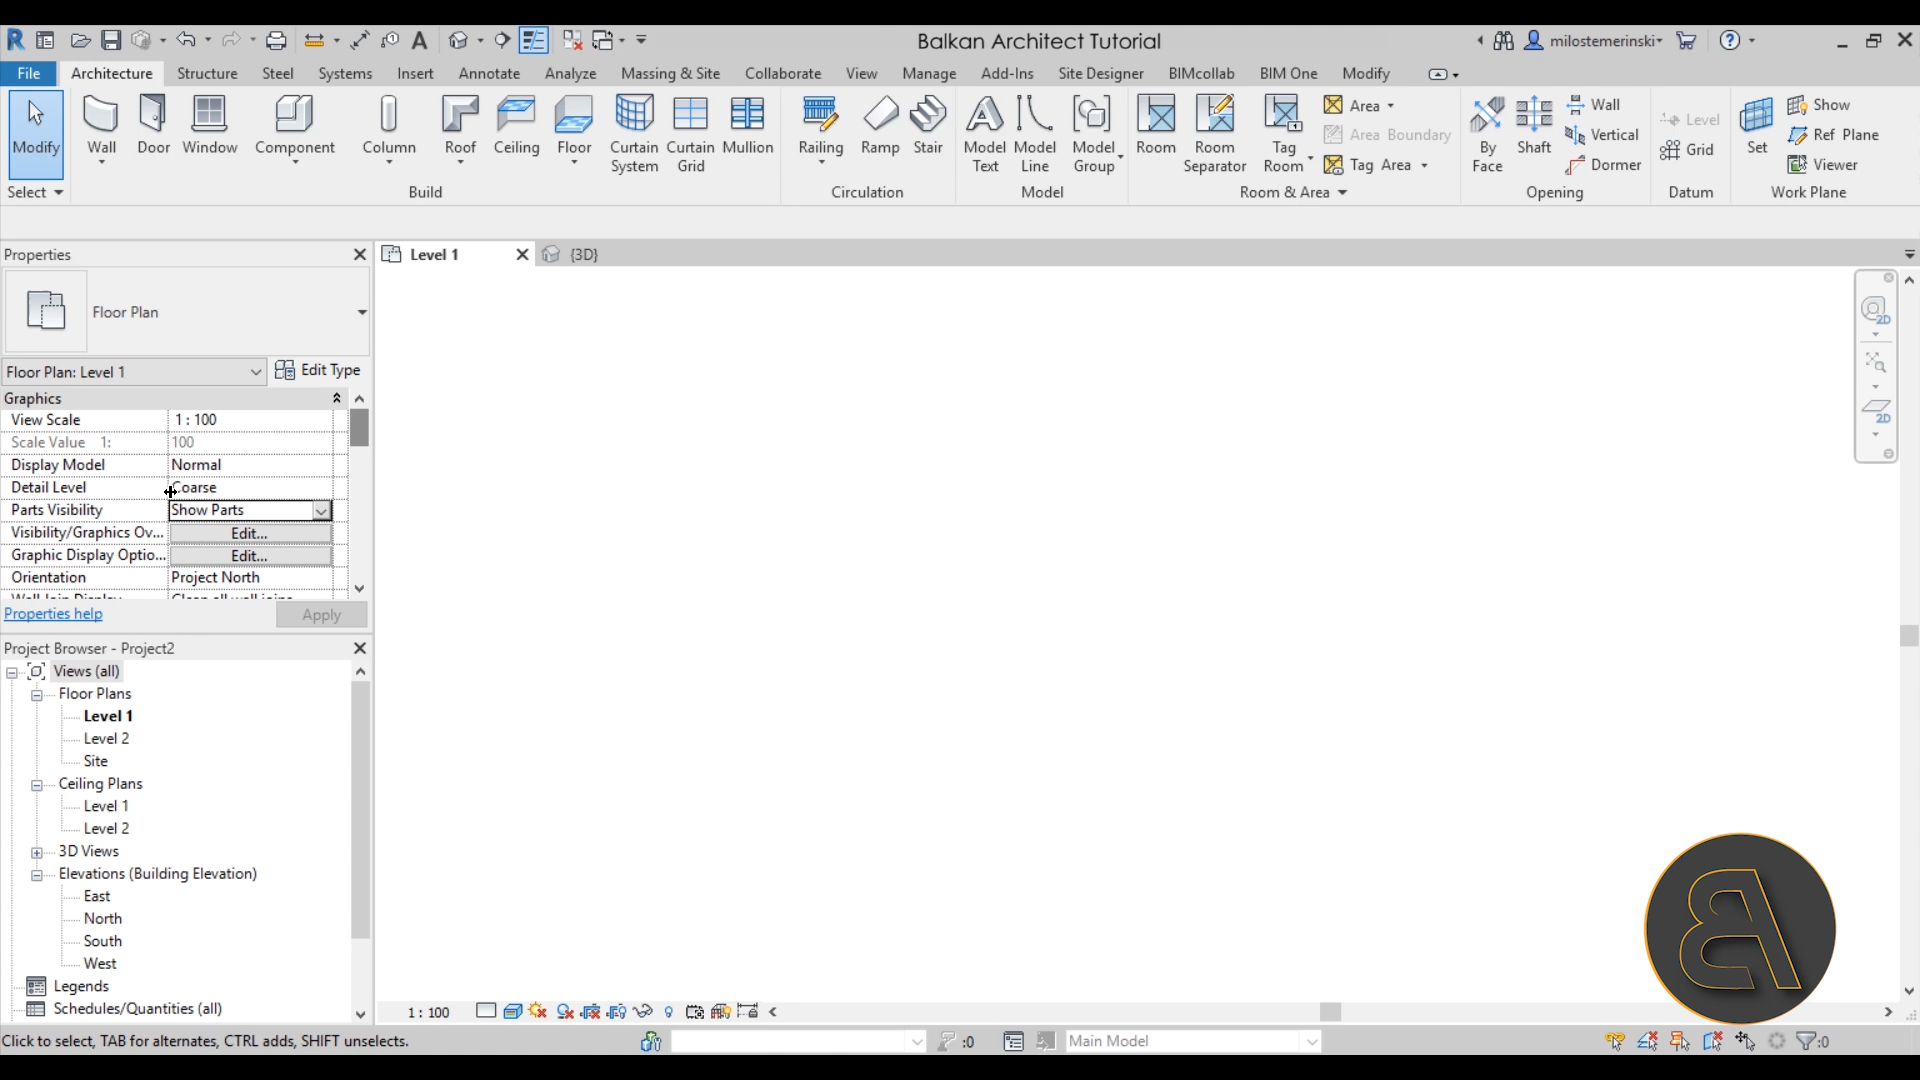 Balkan Architect Tutorial
milostemerinski
File Architecture Structure Steel Systems Insert Annotate Analyze Massing & Site Collaborate View Manage Add-Ins Site Designer BIMcollab BIM One Modify
Modify
Wall
Door
Window
Component
Column
Roof
Ceiling
Floor
Curtain
System
Curtain
Grid
Mullion
Railing
Ramp
Stair
Model
Text
Model
Line
Model
Group
Room
Room
Separator
Tag
Room
Area
Area Boundary
Tag Area
By
Face
Shaft
Wall
Vertical
Dormer
Level
Grid
Set
Show
Ref Plane
Viewer
Select
Build
Circulation
Model
Room & Area
Opening
Datum
Work Plane
Properties
Level 1
{3D}
2D
2D
Floor Plan
Floor Plan: Level 1
Edit Type
Graphics
View Scale 1 : 100
Scale Value 1: 100
Display Model Normal
Detail Level Coarse
Parts Visibility Show Parts
Visibility/Graphics Ov... Edit...
Graphic Display Optio... Edit...
Orientation Project North
Properties help
Apply
Project Browser - Project2
Views (all)
Floor Plans
Level 1
Level 2
Site
Ceiling Plans
Level 1
Level 2
3D Views
Elevations (Building Elevation)
East
North
South
West
Legends
Schedules/Quantities (all)
1 : 100
Click to select, TAB for alternates, CTRL adds, SHIFT unselects.
:0
Main Model
:0